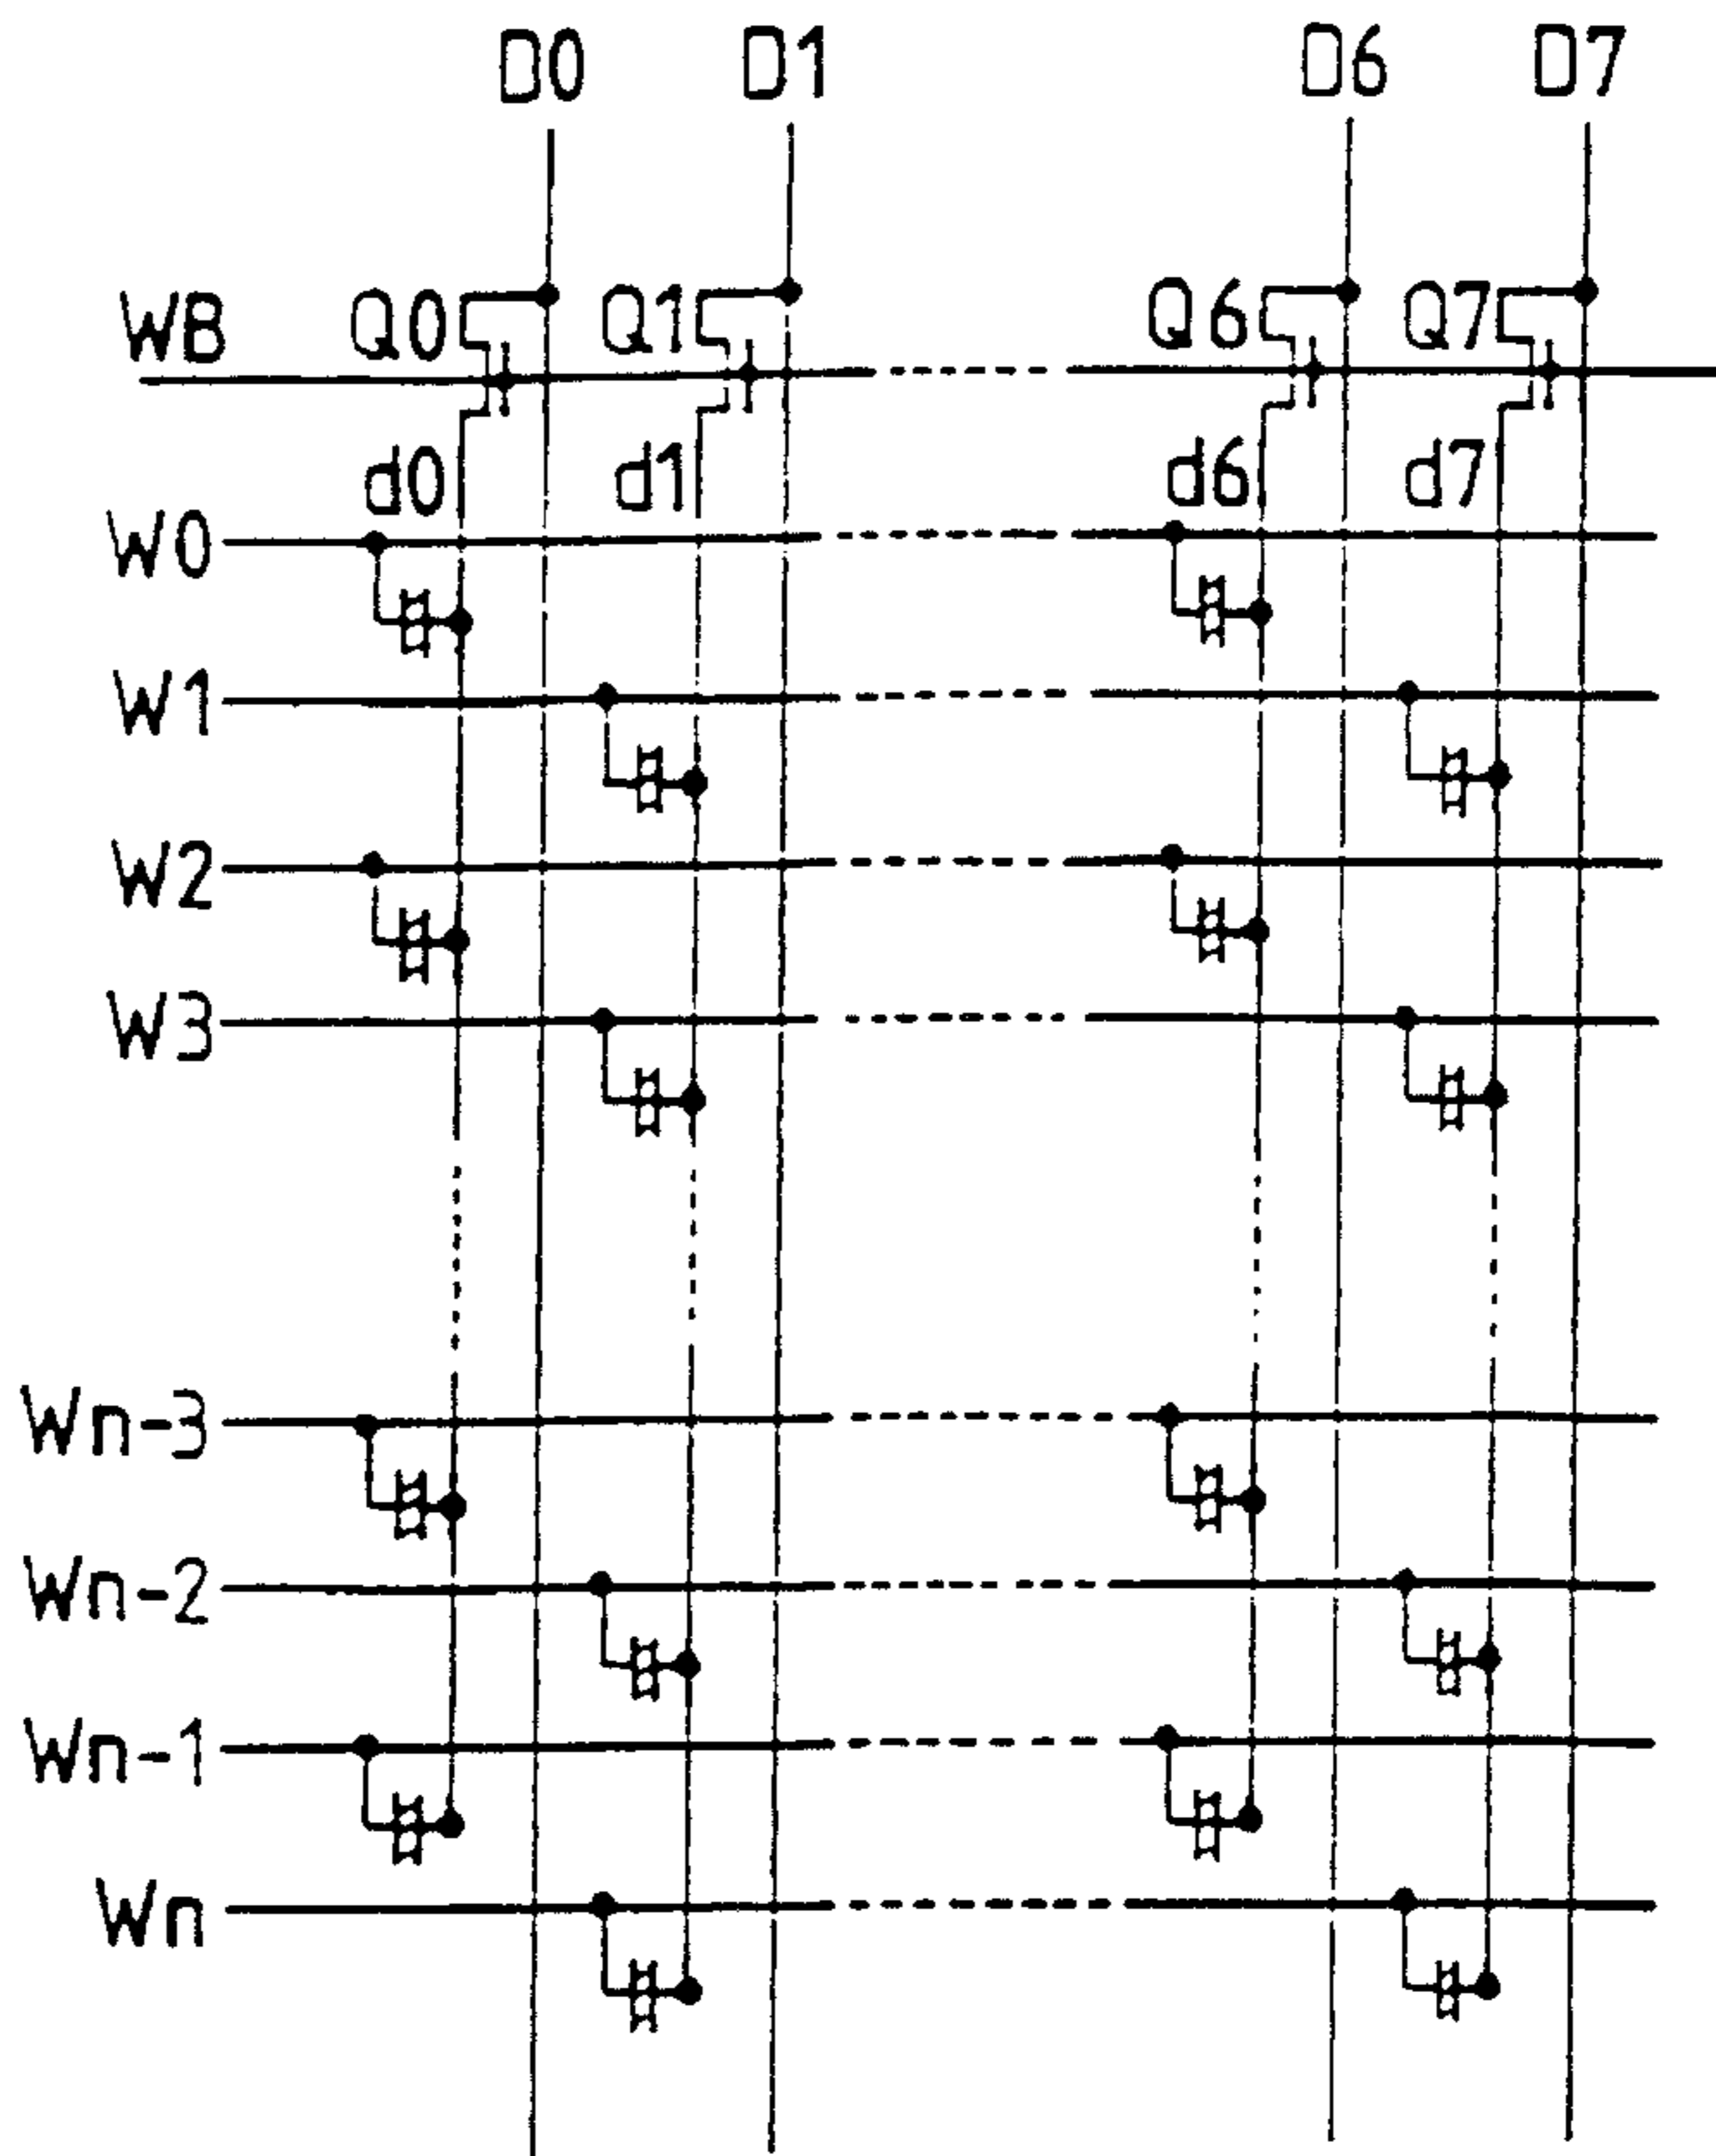 D0 D1 D6 D7
WB Q0 Q1 Q6 Q7
d0 d1 d6 d7
W0
W1
W2
W3
Wn-3
Wn-2
Wn-1
Wn